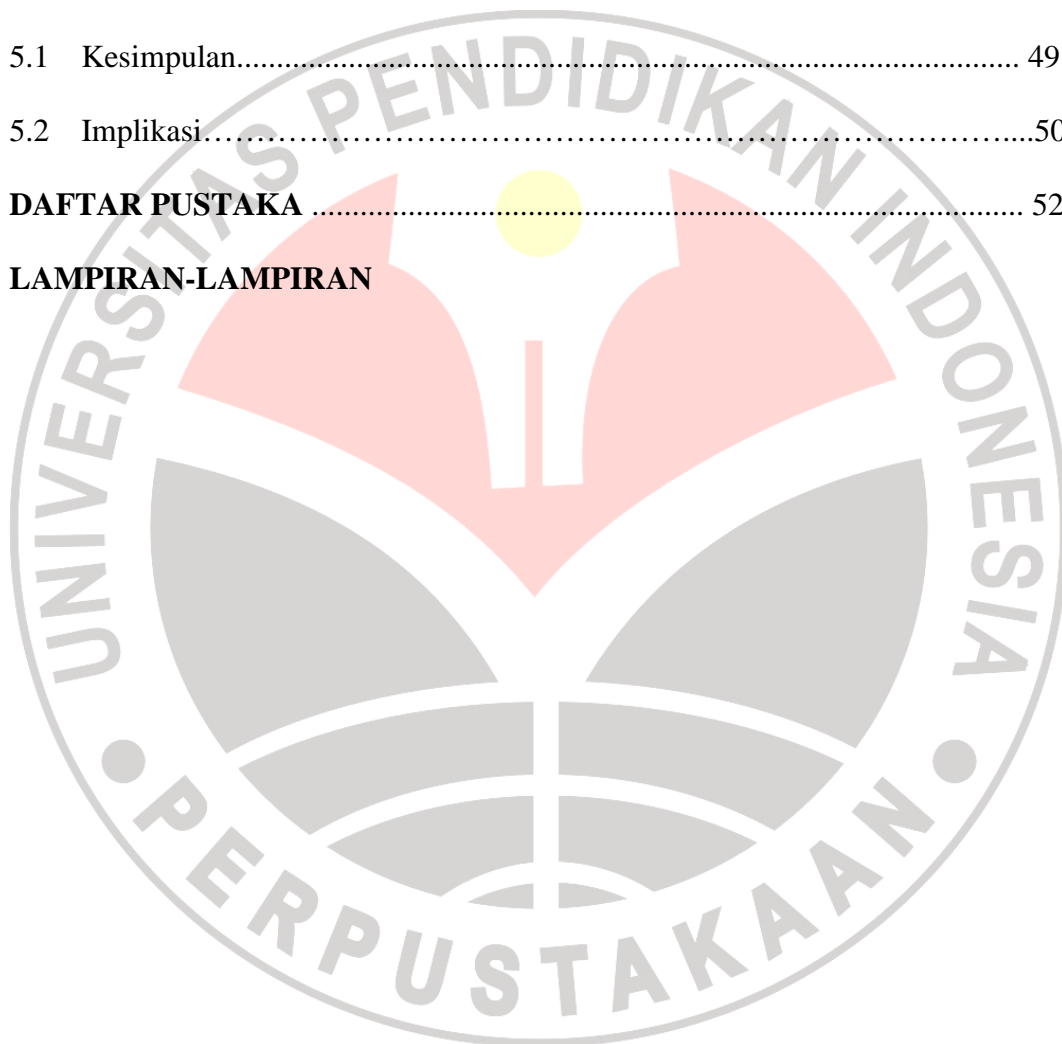 5.1 Kesimpulan.......................................................................................................... 49
5.2 Implikasi…………………………………………………………………………………...50
DAFTAR PUSTAKA ................................................................................................ 52
LAMPIRAN-LAMPIRAN
UNIVERSITAS PENDIDIKAN INDONESIA
PERPUSTAKAAN